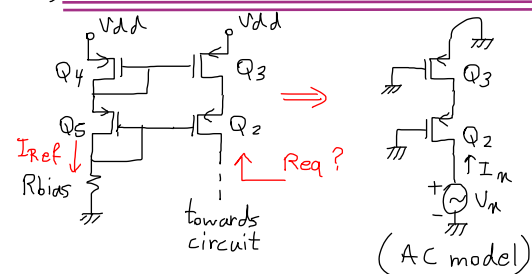 Vdd
Vdd
Q4
Q3
Q3
Q5
Q2
Q2
IRef
Req ?
Ix
Rbias
+
Vx
-
towards
circuit
(AC model)